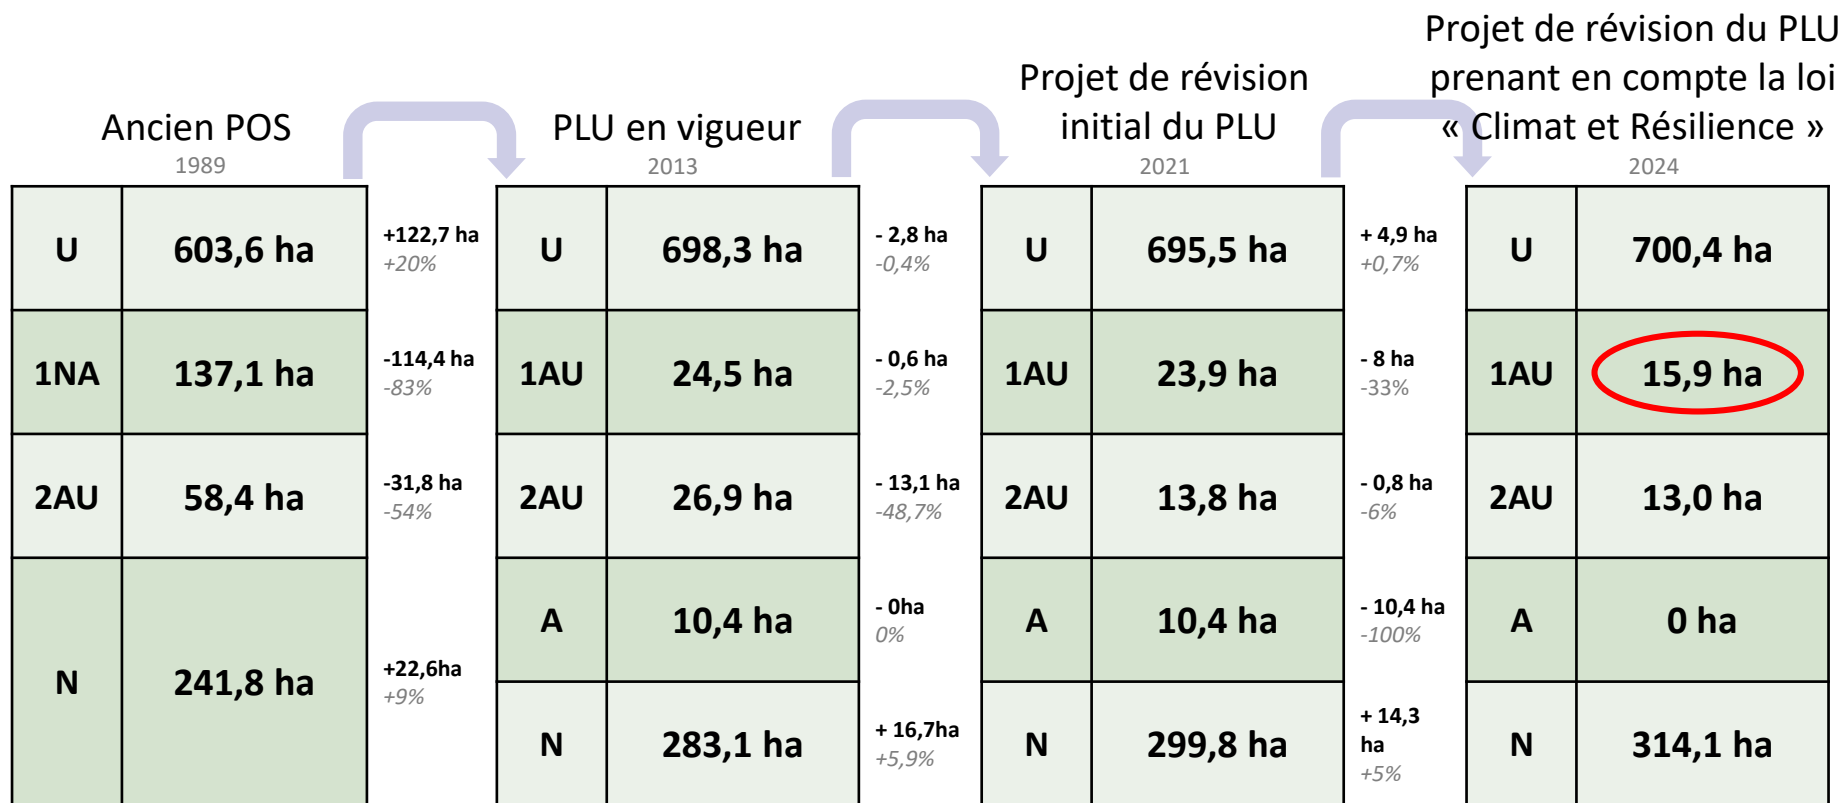 Ancien POS
1989
PLU en vigueur
2013
Projet de révision
initial du PLU
2021
Projet de révision du PLU
prenant en compte la loi
« Climat et Résilience »
2024
U 603,6 ha
+122,7 ha
+20%
U 698,3 ha
- 2,8 ha
-0,4%
U 695,5 ha
+ 4,9 ha
+0,7%
U 700,4 ha
1NA 137,1 ha
-114,4 ha
-83%
1AU 24,5 ha
- 0,6 ha
-2,5%
1AU 23,9 ha
- 8 ha
-33%
1AU 15,9 ha
2AU 58,4 ha
-31,8 ha
-54%
2AU 26,9 ha
- 13,1 ha
-48,7%
2AU 13,8 ha
- 0,8 ha
-6%
2AU 13,0 ha
N 241,8 ha
+22,6ha
+9%
A 10,4 ha
- 0ha
0%
A 10,4 ha
- 10,4 ha
-100%
A 0 ha
N 283,1 ha
+ 16,7ha
+5,9%
N 299,8 ha
+ 14,3
ha
+5%
N 314,1 ha